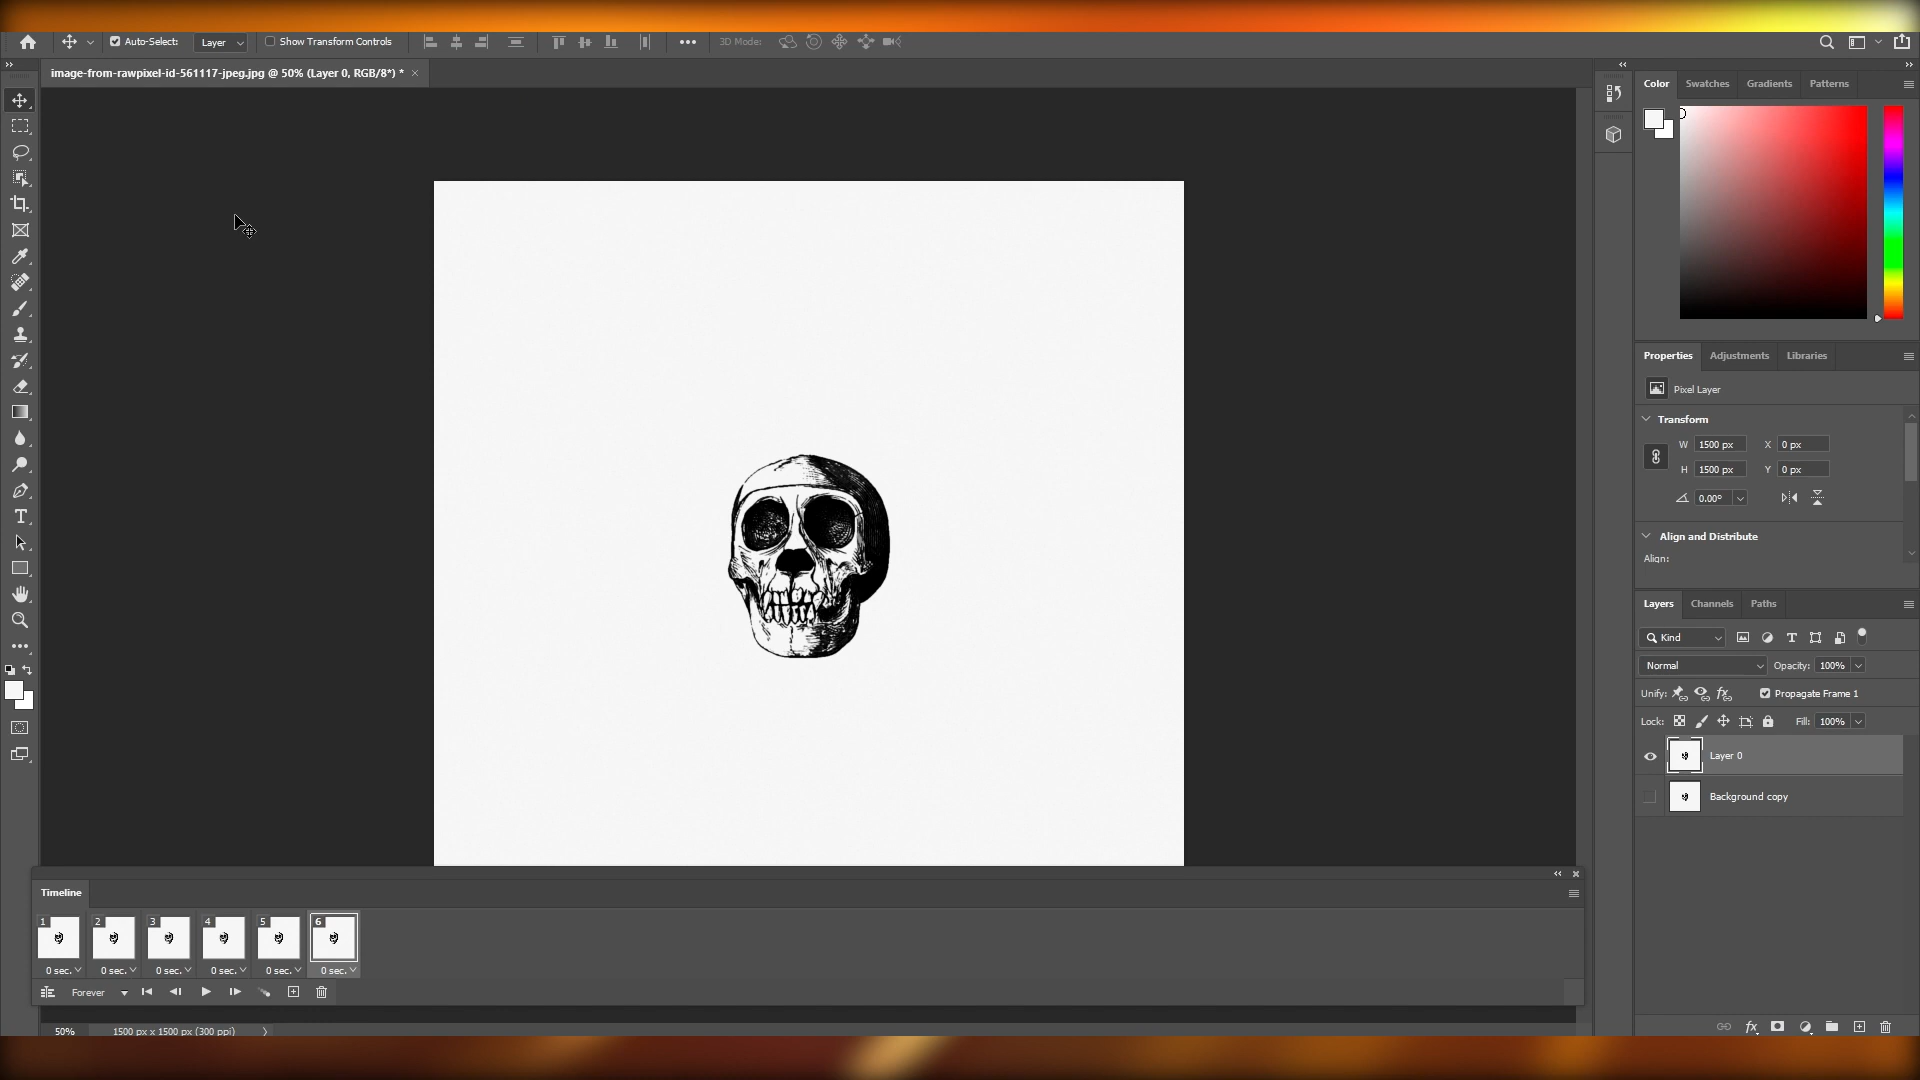 Auto-Select: Layer Show Transform Controls 3D Mode:
image-from-rawpixel-id-561117-jpeg.jpg @ 50% (Layer 0, RGB/8*) *
Color Swatches Gradients Patterns
Properties Adjustments Libraries
Pixel Layer
Transform
W 1500 px X 0 px
H 1500 px Y 0 px
0.00°
Align and Distribute
Align:
Layers Channels Paths
Kind
Normal Opacity: 100%
Unify: Propagate Frame 1
Lock: Fill: 100%
Layer 0
Background copy
Timeline
1 2 3 4 5 6
0 sec. 0 sec. 0 sec. 0 sec. 0 sec. 0 sec.
Forever
50% 1500 px x 1500 px (300 ppi)